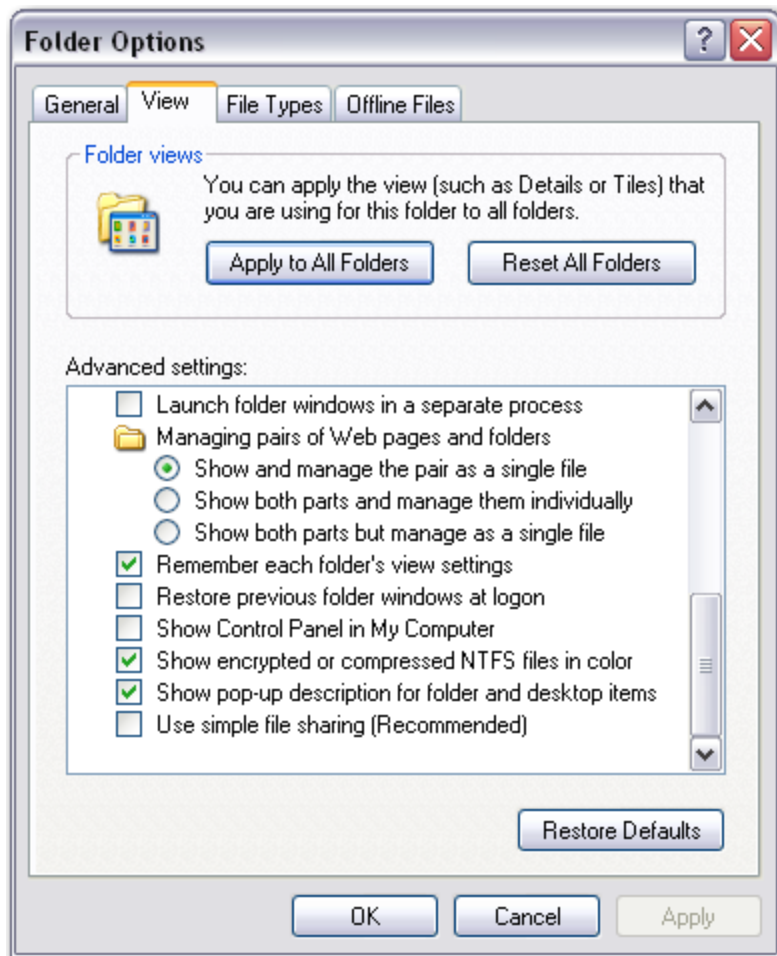 Folder Options
General
View
File Types
Offline Files
Folder views
You can apply the view (such as Details or Tiles) that
you are using for this folder to all folders.
Apply to All Folders
Reset All Folders
Advanced settings:
Launch folder windows in a separate process
Managing pairs of Web pages and folders
Show and manage the pair as a single file
Show both parts and manage them individually
Show both parts but manage as a single file
Remember each folder's view settings
Restore previous folder windows at logon
Show Control Panel in My Computer
Show encrypted or compressed NTFS files in color
Show pop-up description for folder and desktop items
Use simple file sharing (Recommended)
Restore Defaults
OK
Cancel
Apply